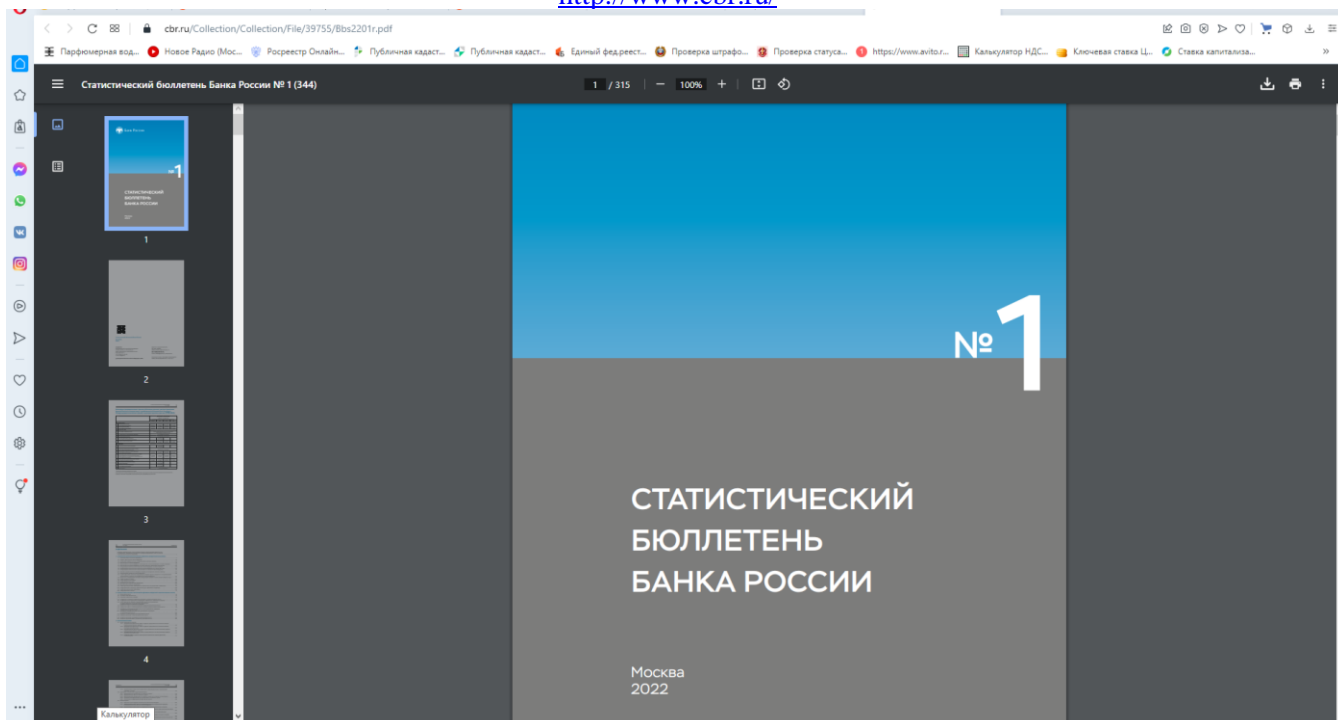 http://www.cbr.ru/
cbr.ru/Collection/Collection/File/39755/Bbs2201r.pdf
Парфюмерная вод...
Новое Радио (Мос...
Росреестр Онлайн...
Публичная кадаст...
Публичная кадаст...
Единый фед.реест...
Проверка штрафо...
Проверка статуса...
https://www.avito.r...
Калькулятор НДС...
Ключевая ставка Ц...
Ставка капитализа...
»
Статистический бюллетень Банка России № 1 (344)
1 / 315
100%
1
2
3
4
Калькулятор
№1
СТАТИСТИЧЕСКИЙ
БЮЛЛЕТЕНЬ
БАНКА РОССИИ
Москва
2022